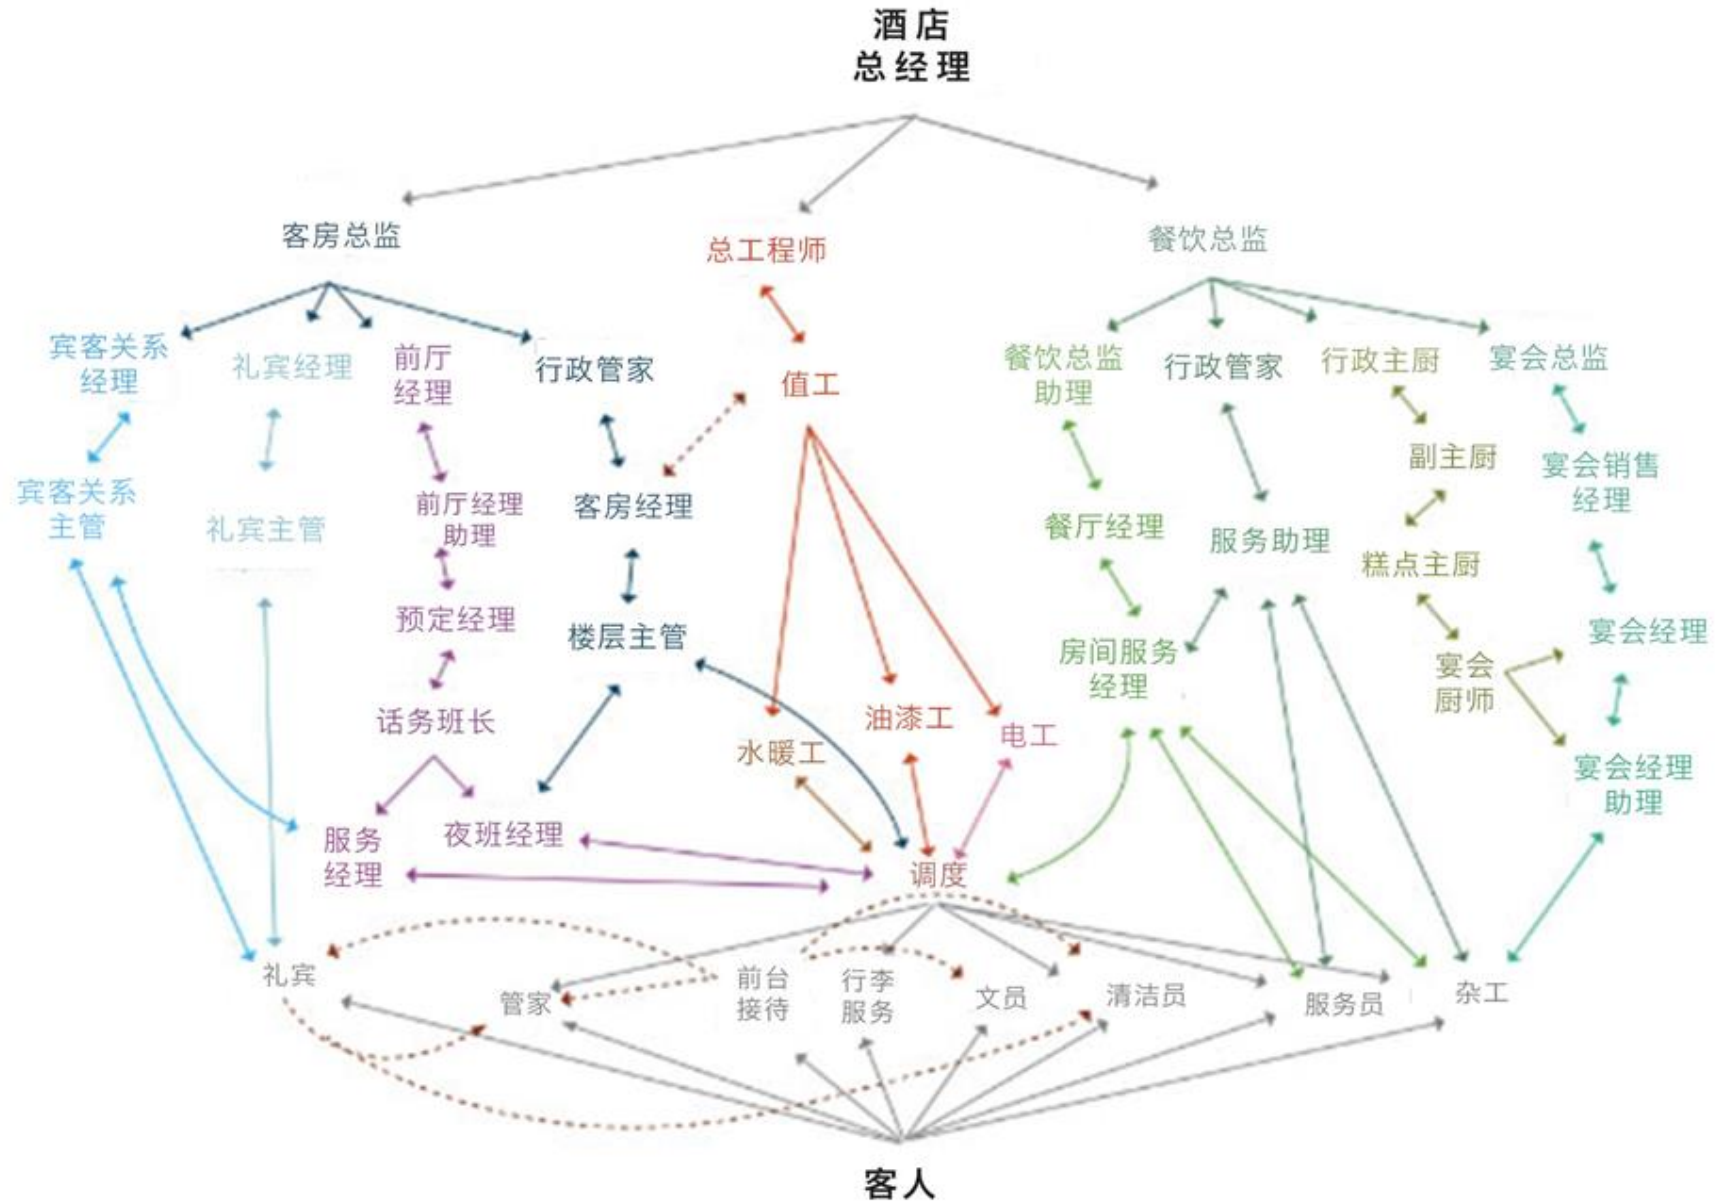 酒店
总经理
客房总监
总工程师
餐饮总监
宾客关系
经理
礼宾经理
前厅
经理
行政管家
值工
餐饮总监
助理
行政管家
行政主厨
宴会总监
宾客关系
主管
礼宾主管
前厅经理
助理
客房经理
餐厅经理
服务助理
副主厨
宴会销售
经理
糕点主厨
预定经理
楼层主管
房间服务
经理
宴会
厨师
宴会经理
话务班长
水暖工
油漆工
电工
宴会经理
助理
服务
经理
夜班经理
调度
礼宾
管家
前台
接待
行李
服务
文员
清洁员
服务员
杂工
客人